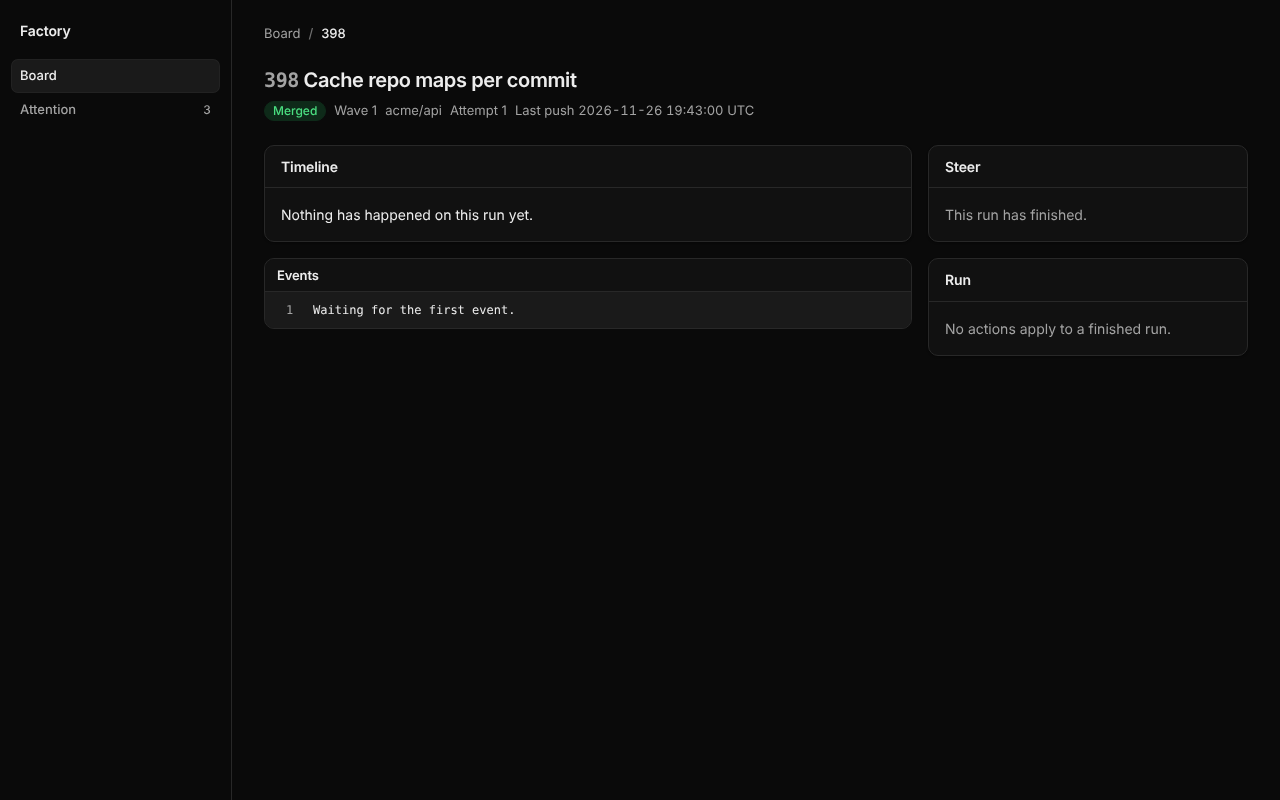 Factory
Board
Attention 3
Board / 398
398 Cache repo maps per commit
Merged Wave 1 acme/api Attempt 1 Last push 2026-11-26 19:43:00 UTC
Timeline
Nothing has happened on this run yet.
Events
1 Waiting for the first event.
Steer
This run has finished.
Run
No actions apply to a finished run.